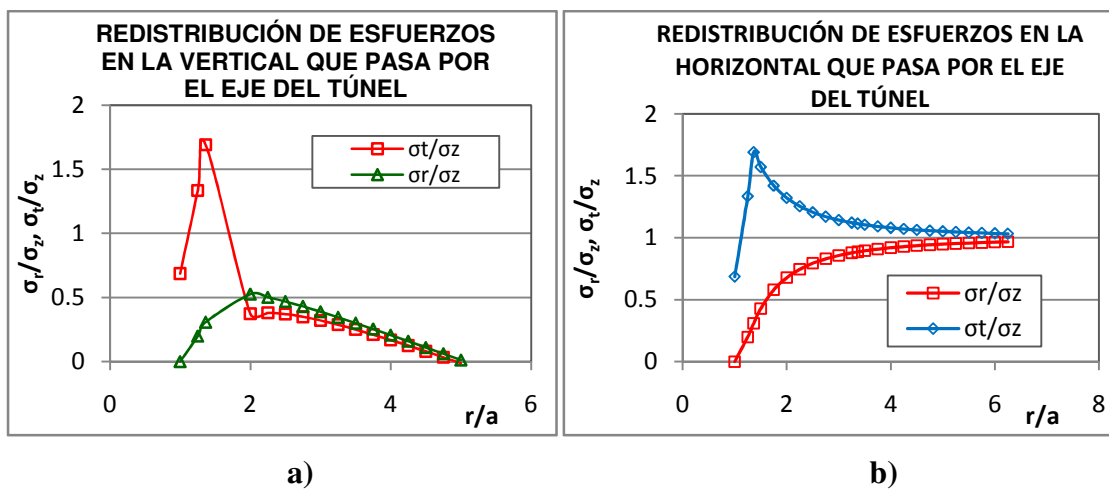 REDISTRIBUCIÓN DE ESFUERZOS
EN LA VERTICAL QUE PASA POR
EL EJE DEL TÚNEL
σr/σz, σt/σz
2
1.5
1
0.5
0
0
2
4
6
r/a
σt/σz
σr/σz
a)
REDISTRIBUCIÓN DE ESFUERZOS EN LA
HORIZONTAL QUE PASA POR EL EJE
DEL TÚNEL
σr/σz, σt/σz
2
1.5
1
0.5
0
0
2
4
6
8
r/a
σr/σz
σt/σz
b)